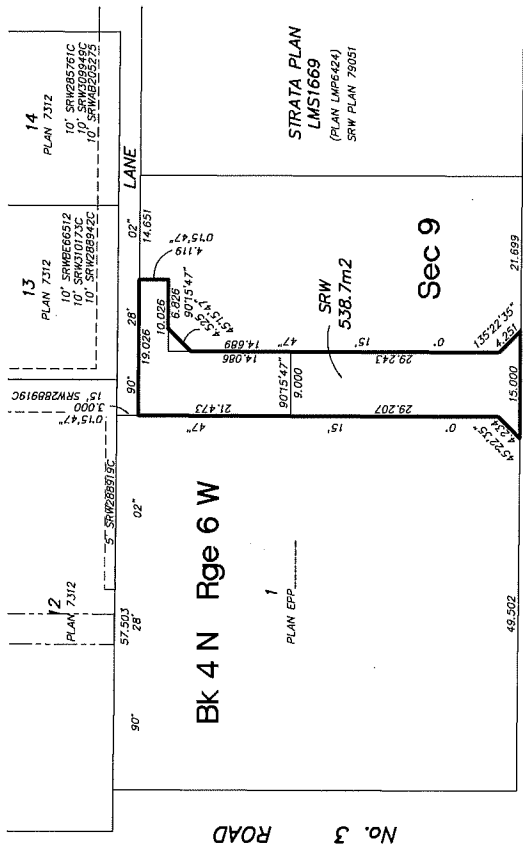 14
PLAN 7312
10' SRW285761C
10' SRW309949C
10' SRWAB205275
13
PLAN 7312
10' SRWBE66512
10' SRW310173C
10' SRW288942C
15' SRW288919C
3.000
0°15'47"
5' SRW288919C
12
PLAN 7312
LANE
57.503
90° 28' 02"
90° 28' 02"
14.651
19.026
0°15'47"
4.119
10.026
6.826
90°15'47"
45°15'47"
4.525
STRATA PLAN
LMS1669
(PLAN LMP6424)
SRW PLAN 79051
21.473
14.086
14.689
90°15'47"
9.000
0° 15' 47"
0° 15' 47"
SRW
538.7m2
29.207
29.243
Bk 4 N Rge 6 W
Sec 9
1
PLAN EPP
45°22'35"
4.234
135°22'35"
4.251
49.502
15.000
21.699
No. 3 ROAD